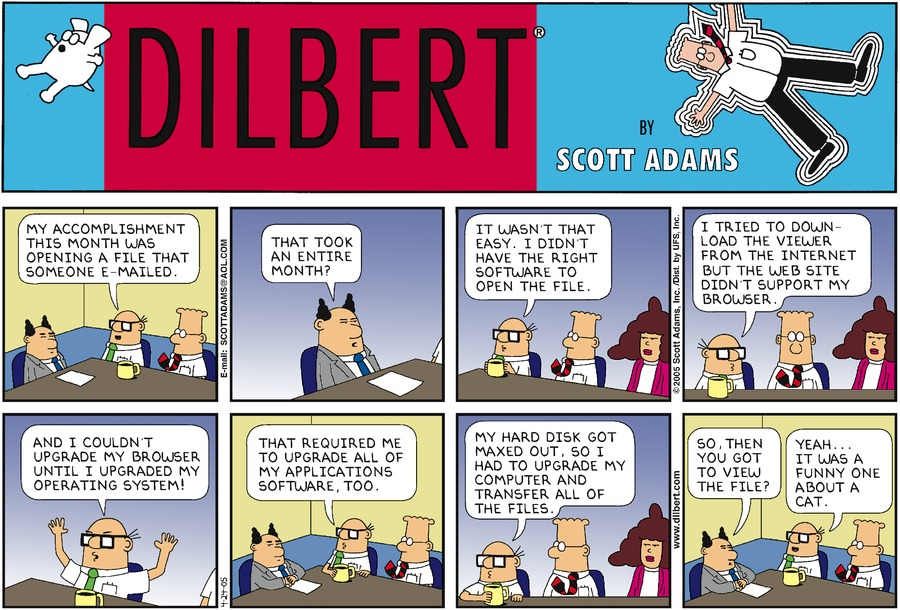 DILBERT®
BY
SCOTT ADAMS
MY ACCOMPLISHMENT
THIS MONTH WAS
OPENING A FILE THAT
SOMEONE E-MAILED.
E-mail: SCOTTADAMS@AOL.COM
THAT TOOK
AN ENTIRE
MONTH?
IT WASN'T THAT
EASY. I DIDN'T
HAVE THE RIGHT
SOFTWARE TO
OPEN THE FILE.
© 2005 Scott Adams, Inc./Dist. by UFS, Inc.
I TRIED TO DOWN-
LOAD THE VIEWER
FROM THE INTERNET
BUT THE WEB SITE
DIDN'T SUPPORT MY
BROWSER.
AND I COULDN'T
UPGRADE MY BROWSER
UNTIL I UPGRADED MY
OPERATING SYSTEM!
4-24-05
THAT REQUIRED ME
TO UPGRADE ALL OF
MY APPLICATIONS
SOFTWARE, TOO.
MY HARD DISK GOT
MAXED OUT, SO I
HAD TO UPGRADE MY
COMPUTER AND
TRANSFER ALL OF
THE FILES.
www.dilbert.com
SO, THEN
YOU GOT
TO VIEW
THE FILE?
YEAH...
IT WAS A
FUNNY ONE
ABOUT A
CAT.